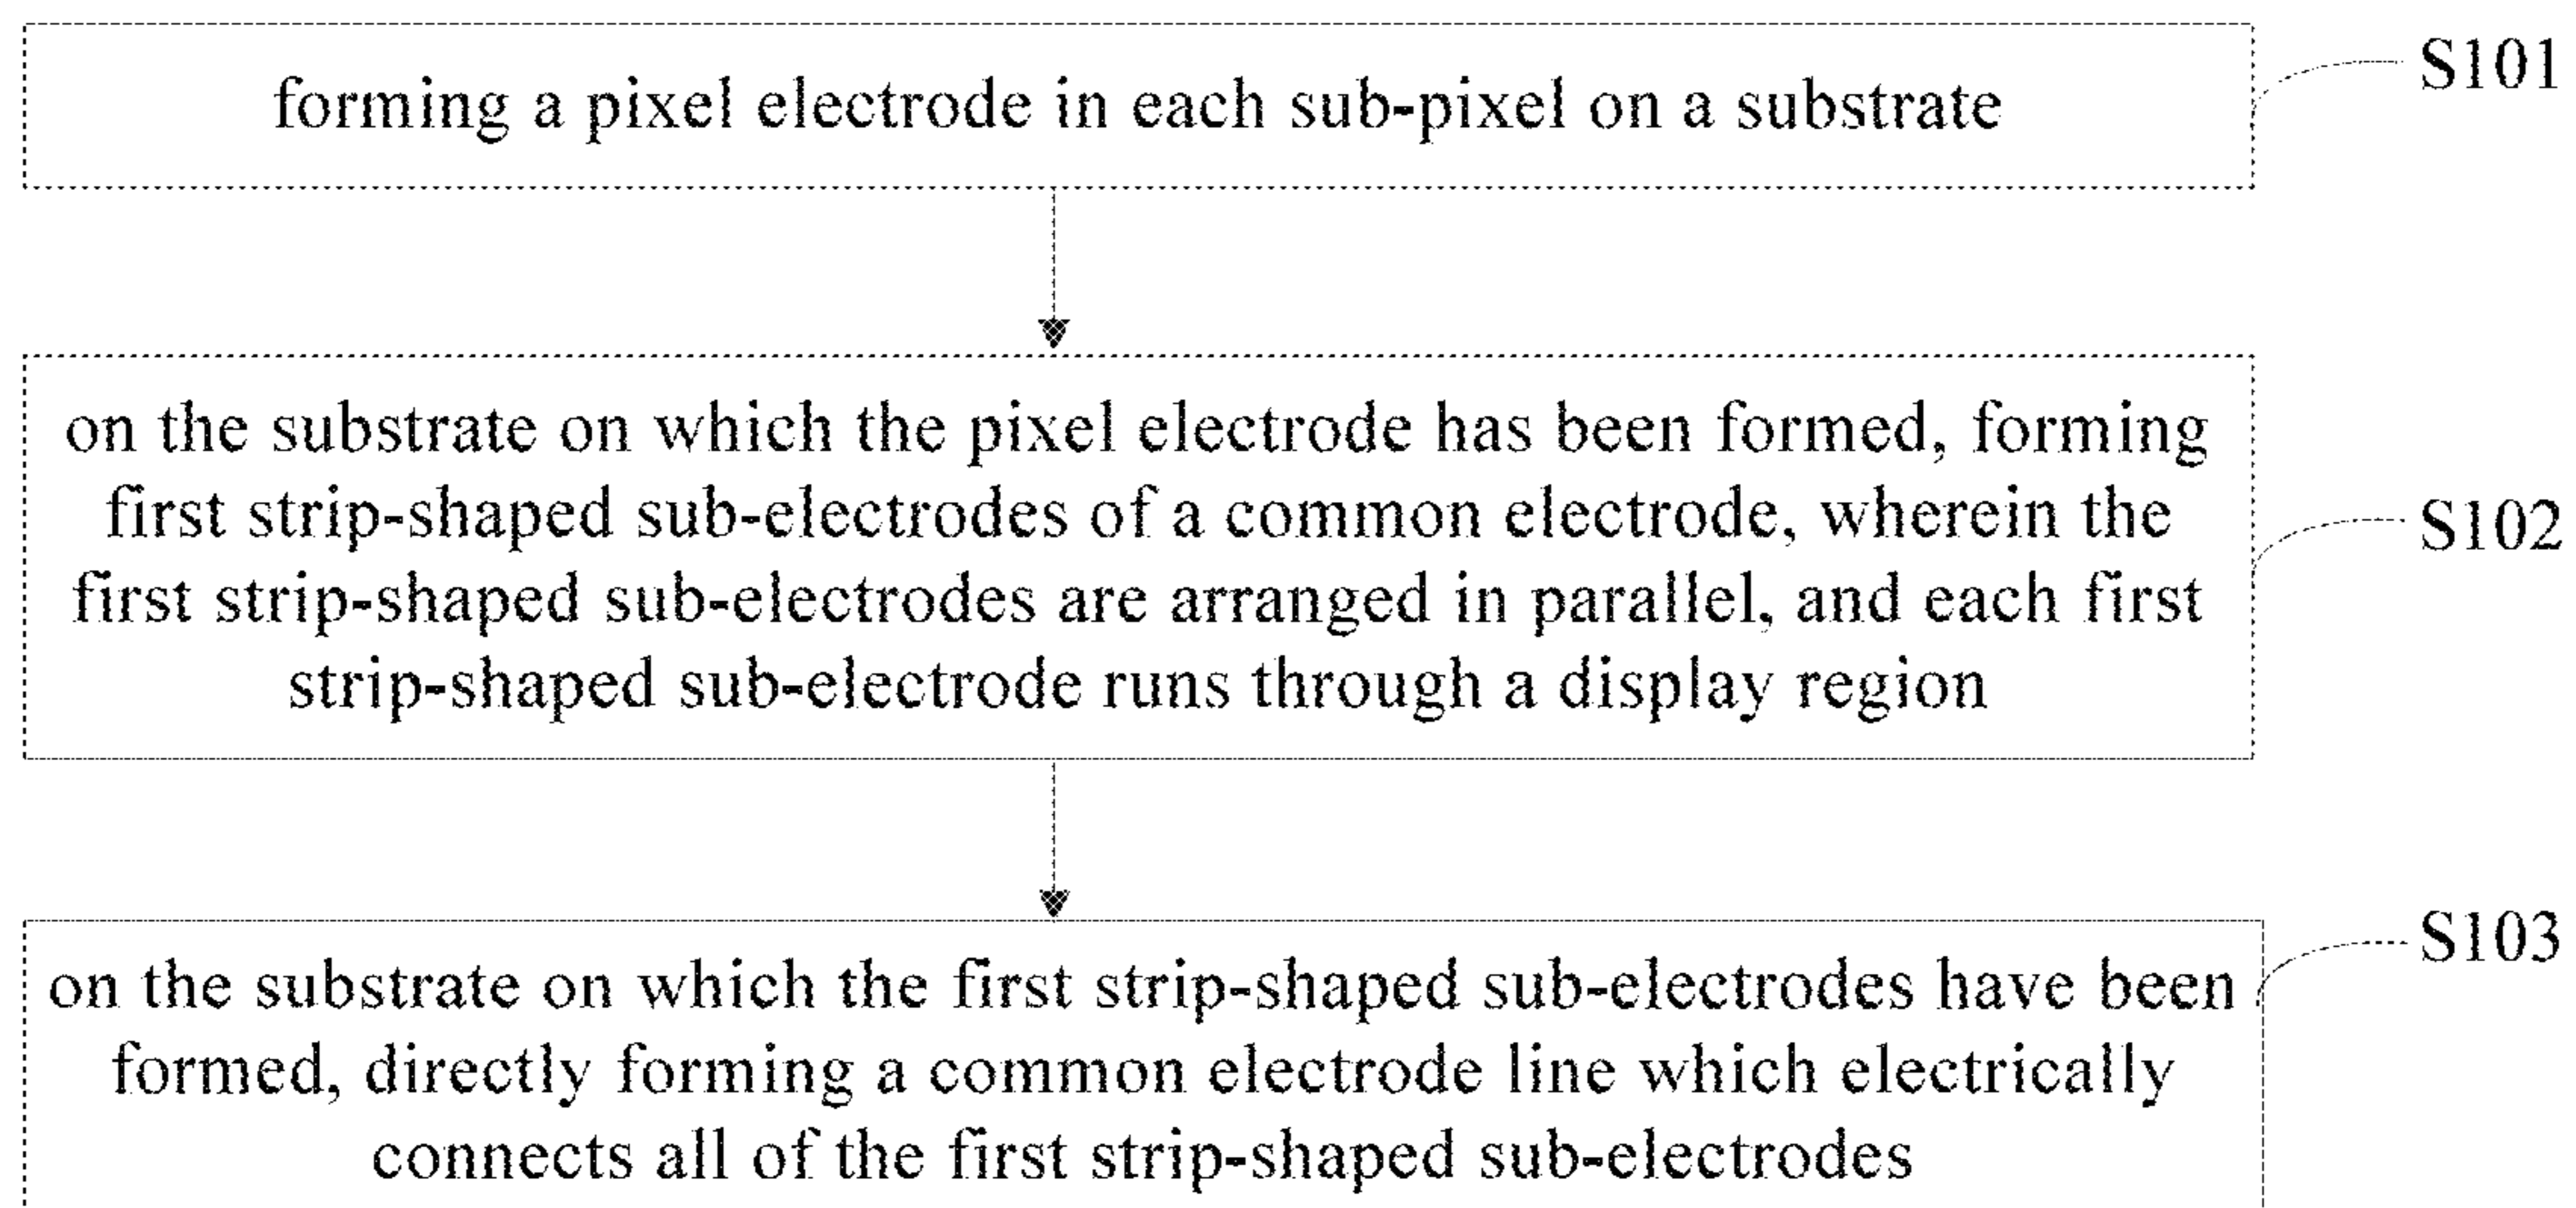 forming a pixel electrode in each sub-pixel on a substrate
S101
on the substrate on which the pixel electrode has been formed, forming
first strip-shaped sub-electrodes of a common electrode, wherein the
first strip-shaped sub-electrodes are arranged in parallel, and each first
strip-shaped sub-electrode runs through a display region
S102
on the substrate on which the first strip-shaped sub-electrodes have been
formed, directly forming a common electrode line which electrically
connects all of the first strip-shaped sub-electrodes
S103